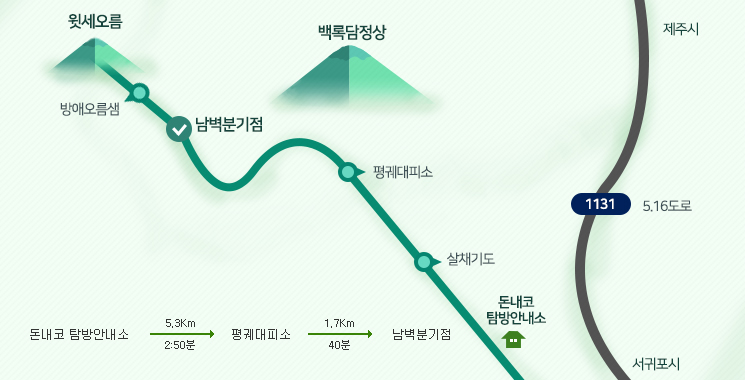 윗세오름
백록담정상
제주시
방애오름샘
남벽분기점
평궤대피소
1131
5.16도로
살채기도
돈내코
탐방안내소
돈내코 탐방안내소
5.3Km
2:50분
평궤대피소
1.7Km
40분
남벽분기점
서귀포시